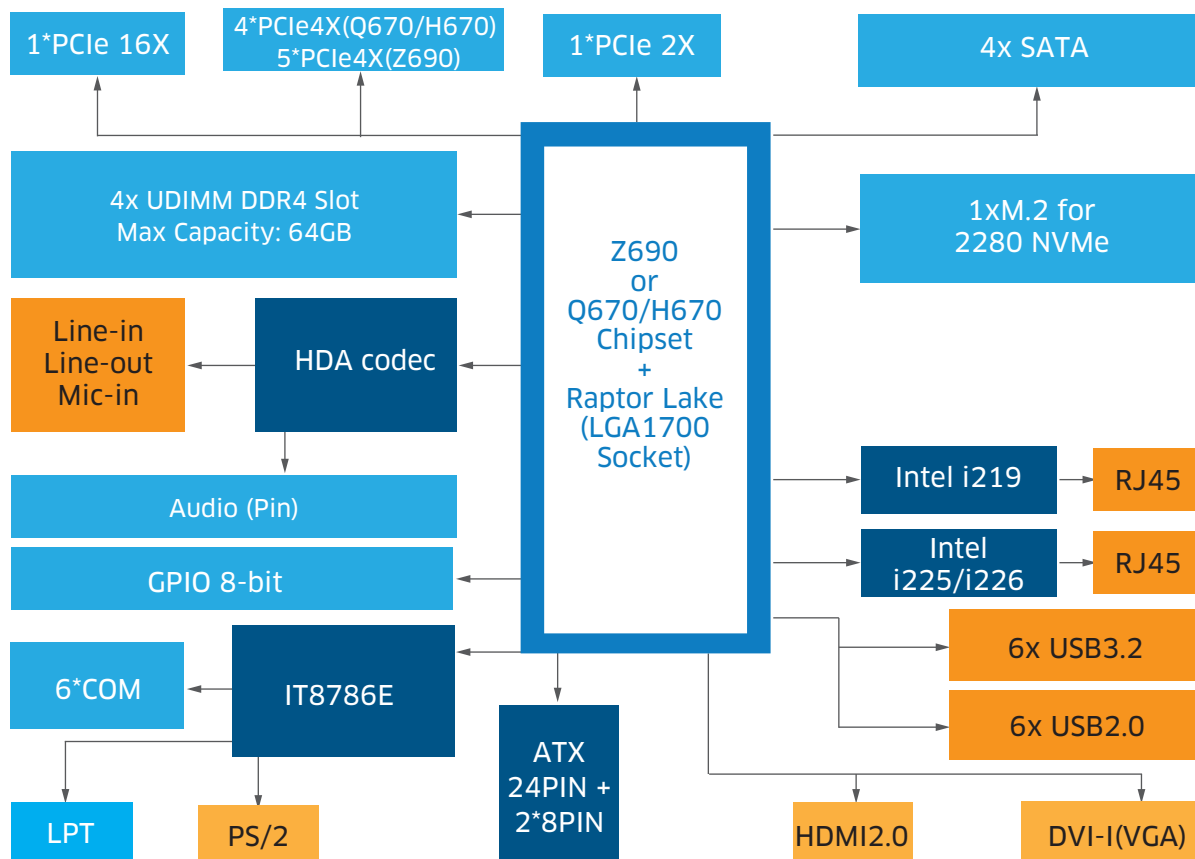 1*PCIe 16X
4*PCIe4X(Q670/H670)
5*PCIe4X(Z690)
1*PCIe 2X
4x SATA
4x UDIMM DDR4 Slot
Max Capacity: 64GB
1xM.2 for
2280 NVMe
Z690
or
Q670/H670
Chipset
+
Raptor Lake
(LGA1700
Socket)
Line-in
Line-out
Mic-in
HDA codec
Audio (Pin)
GPIO 8-bit
Intel i219
RJ45
Intel
i225/i226
RJ45
6x USB3.2
6x USB2.0
6*COM
IT8786E
ATX
24PIN +
2*8PIN
LPT
PS/2
HDMI2.0
DVI-I(VGA)